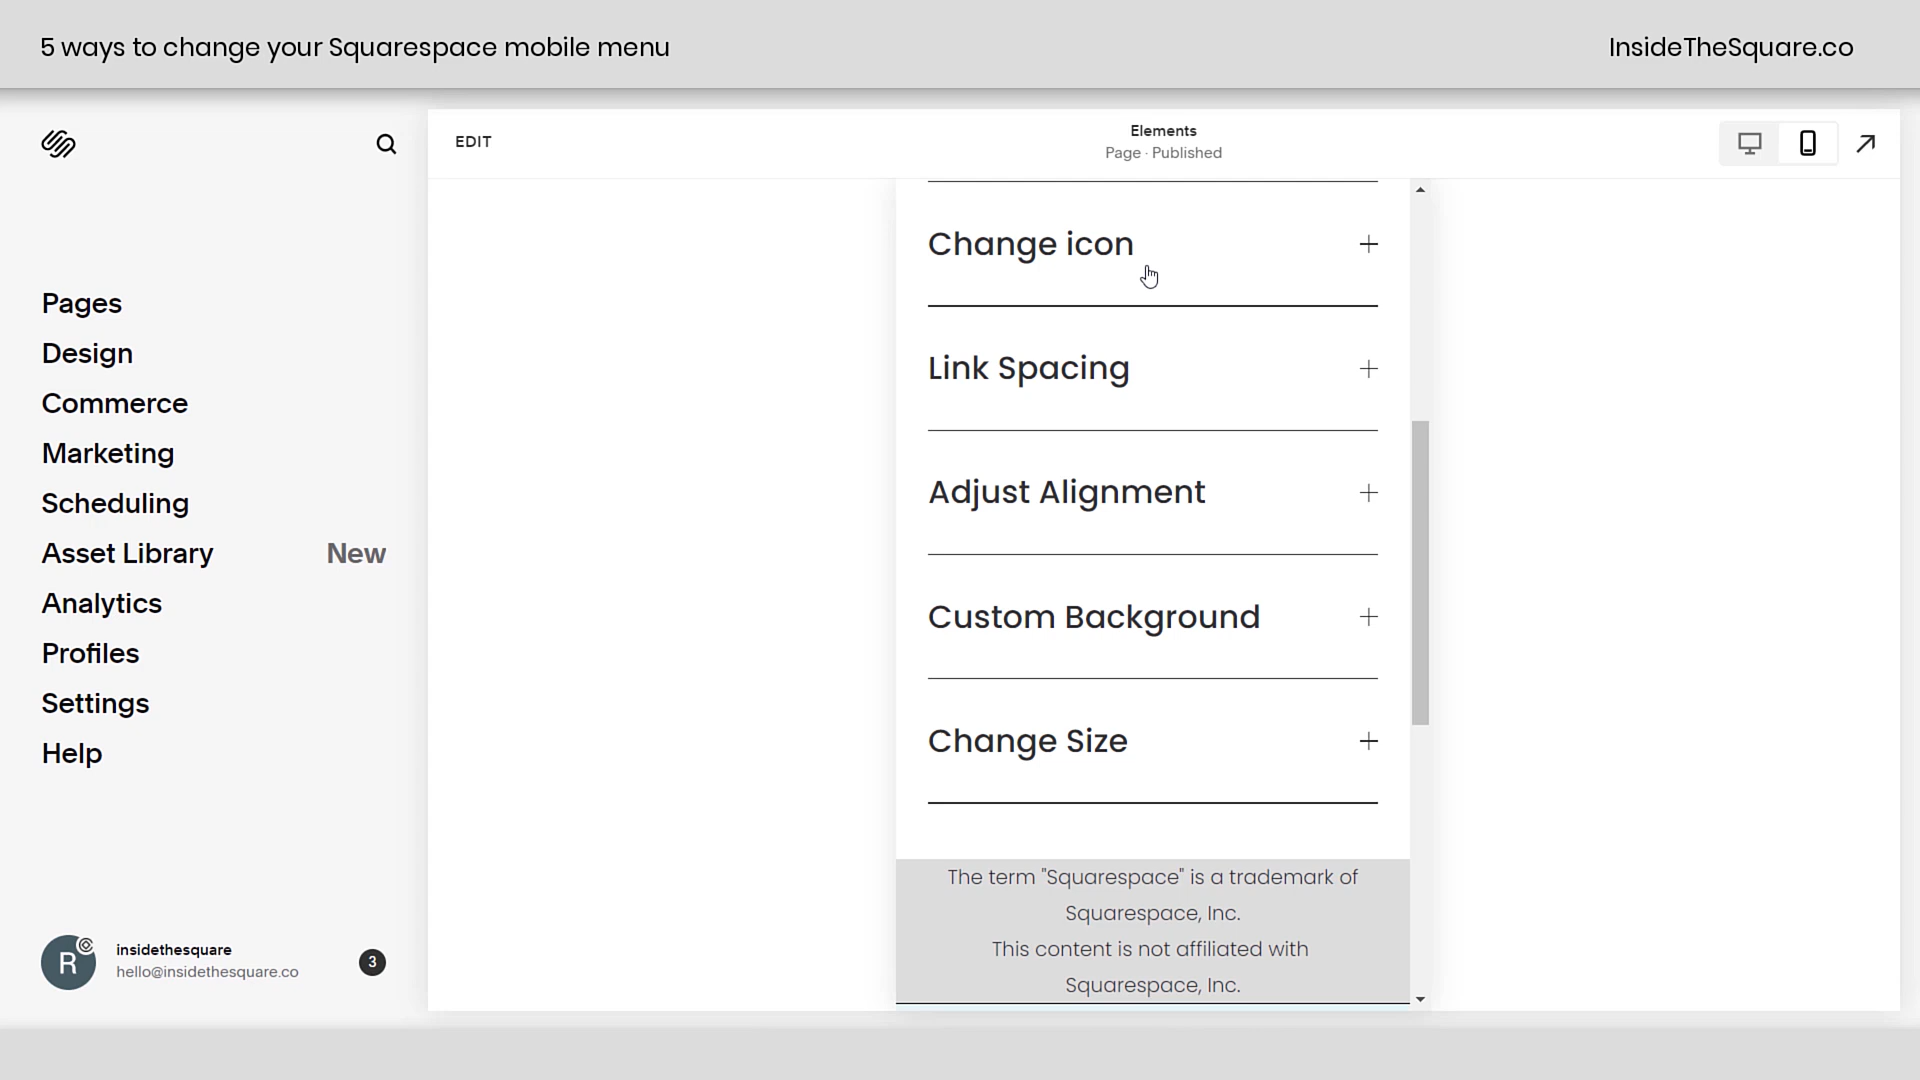 5 ways to change your Squarespace mobile menu
InsideTheSquare.co
EDIT
Elements
Page · Published
Pages
Design
Commerce
Marketing
Scheduling
Asset Library New
Analytics
Profiles
Settings
Help
R
insidethesquare
hello@insidethesquare.co
3
Change icon
Link Spacing
Adjust Alignment
Custom Background
Change Size
The term "Squarespace" is a trademark of
Squarespace, Inc.
This content is not affiliated with
Squarespace, Inc.